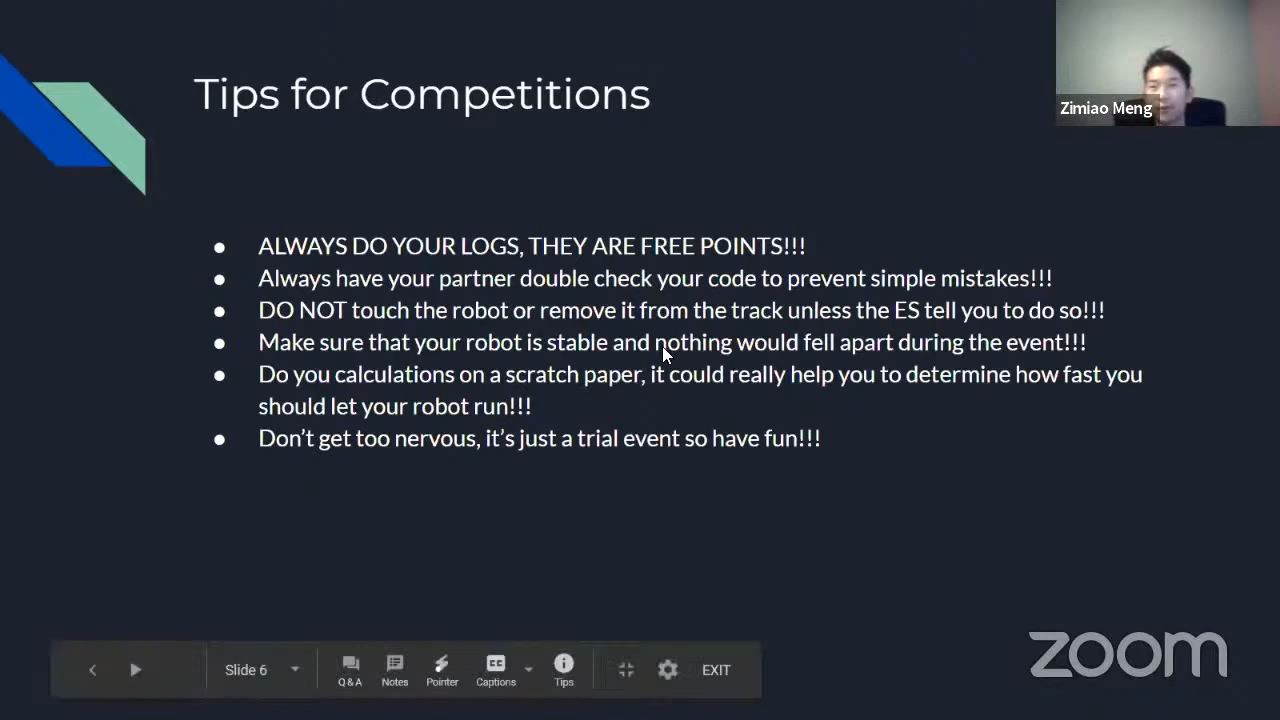 Tips for Competitions
Zimiao Meng
● ALWAYS DO YOUR LOGS, THEY ARE FREE POINTS!!!
● Always have your partner double check your code to prevent simple mistakes!!!
● DO NOT touch the robot or remove it from the track unless the ES tell you to do so!!!
● Make sure that your robot is stable and nothing would fell apart during the event!!!
● Do you calculations on a scratch paper, it could really help you to determine how fast you
should let your robot run!!!
● Don't get too nervous, it's just a trial event so have fun!!!
Slide 6
Q & A
Notes
Pointer
CC
Captions
Tips
EXIT
zoom